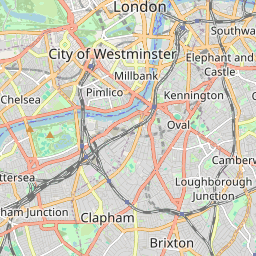 London
Southwa
City of Westminster
Elephant and
Castle
Millbank
Pimlico
Kennington
Chelsea
Oval
Camberw
ttersea
Loughborough
Junction
ham Junction
Clapham
Brixton